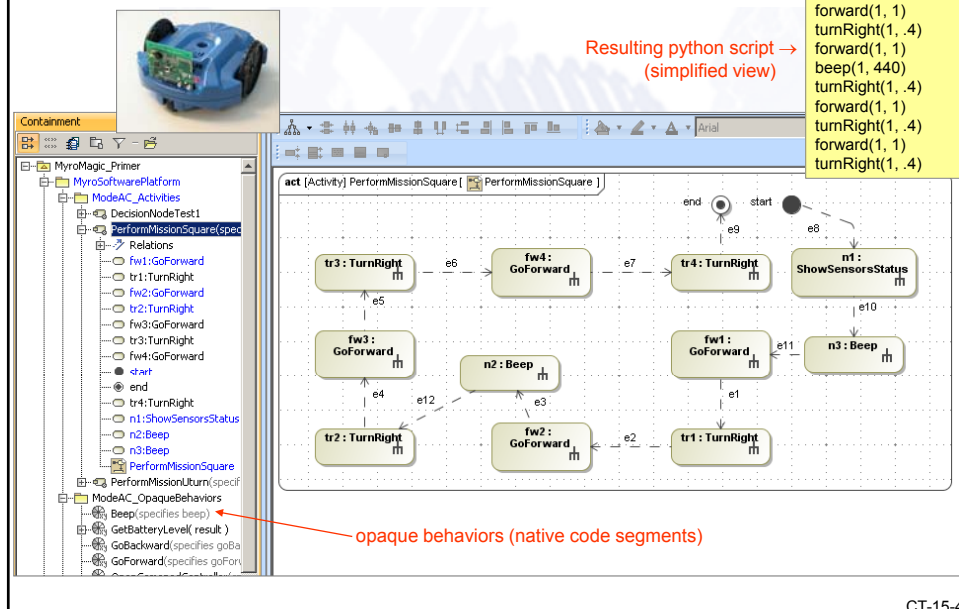 forward(1, 1)
turnRight(1, .4)
forward(1, 1)
beep(1, 440)
turnRight(1, .4)
forward(1, 1)
turnRight(1, .4)
forward(1, 1)
turnRight(1, .4)
Resulting python script →
(simplified view)
Containment
Arial
MyroMagic_Primer
MyroSoftwarePlatform
ModeAC_Activities
DecisionNodeTest1
PerformMissionSquare(spec
Relations
fw1:GoForward
tr1:TurnRight
fw2:GoForward
tr2:TurnRight
fw3:GoForward
tr3:TurnRight
fw4:GoForward
start
end
tr4:TurnRight
n1:ShowSensorsStatus
n2:Beep
n3:Beep
PerformMissionSquare
PerformMissionUturn(specif
ModeAC_OpaqueBehaviors
Beep(specifies beep)
GetBatteryLevel( result )
GoBackward(specifies goBa
GoForward(specifies goForw
act [Activity] PerformMissionSquare [ PerformMissionSquare ]
end
start
e9
e8
tr3 : TurnRight
e6
fw4 :
GoForward
e7
tr4 : TurnRight
n1 :
ShowSensorsStatus
e5
e10
fw3 :
GoForward
n2 : Beep
fw1 :
GoForward
e11
n3 : Beep
e4
e12
e3
e1
tr2 : TurnRight
fw2 :
GoForward
e2
tr1 : TurnRight
opaque behaviors (native code segments)